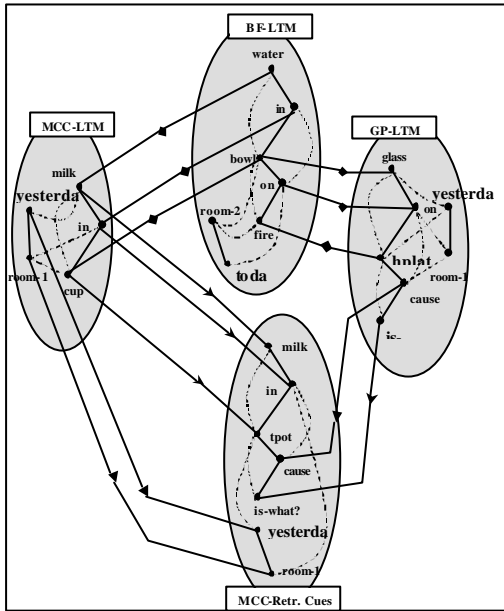 BF-LTM
water
in
bowl
on
room-2
fire
toda
MCC-LTM
milk
yesterda
in
room-1
cup
GP-LTM
glass
yesterda
on
hplat
room-1
cause
is-
milk
in
tpot
cause
is-what?
yesterda
room-1
MCC-Retr. Cues